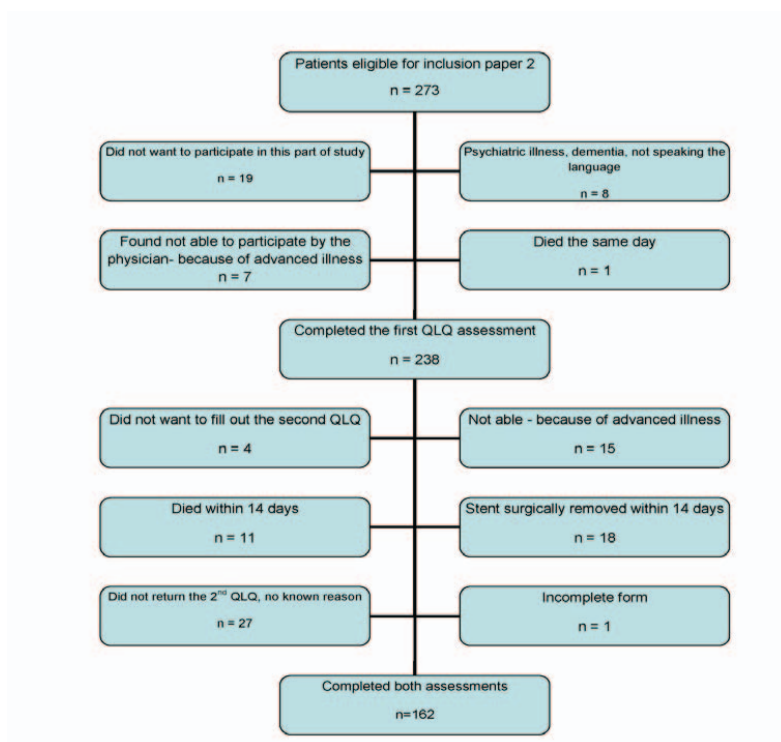 Patients eligible for inclusion paper 2
n = 273
Did not want to participate in this part of study
n = 19
Psychiatric illness, dementia, not speaking the
language
n = 8
Found not able to participate by the
physician- because of advanced illness
n = 7
Died the same day
n = 1
Completed the first QLQ assessment
n = 238
Did not want to fill out the second QLQ
n = 4
Not able - because of advanced illness
n = 15
Died within 14 days
n = 11
Stent surgically removed within 14 days
n = 18
Did not return the 2nd QLQ, no known reason
n = 27
Incomplete form
n = 1
Completed both assessments
n=162